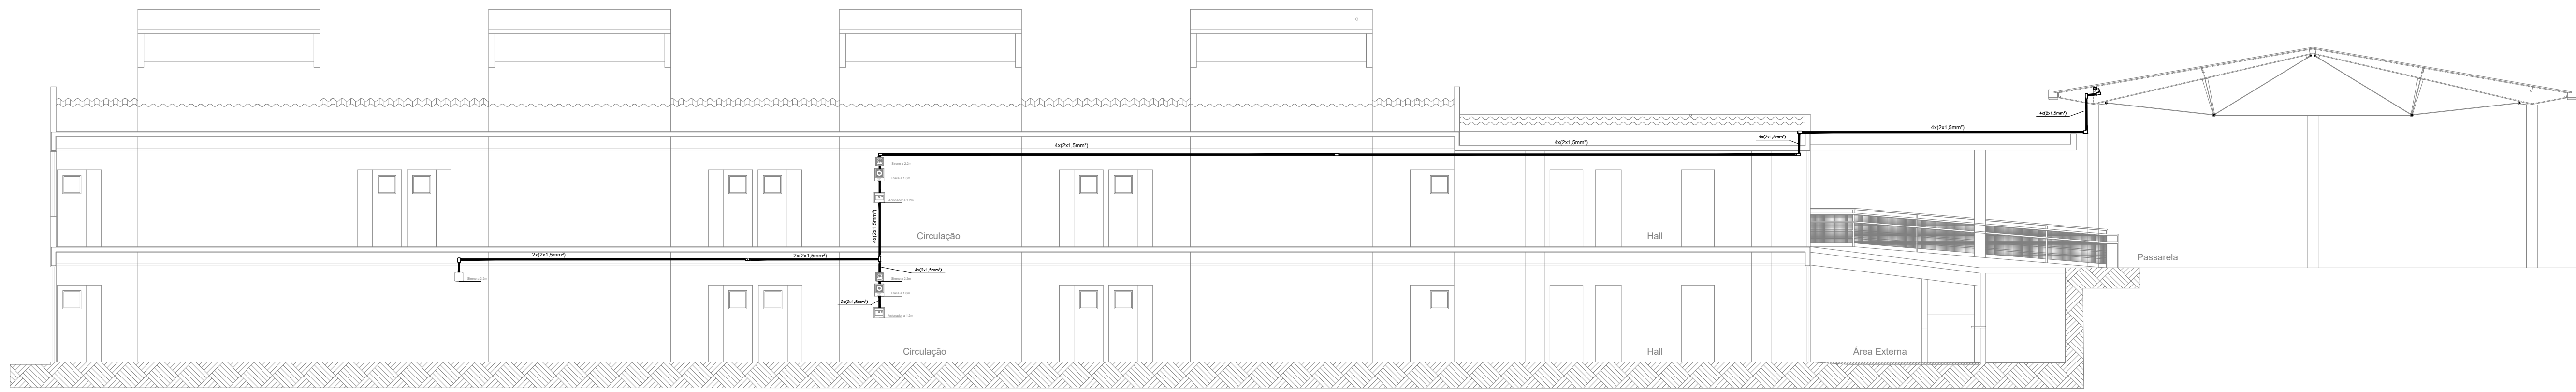 4x(2x1,5mm²)
4x(2x1,5mm²)
4x(2x1,5mm²)
4x(2x1,5mm²)
4x(2x1,5mm²)
4x(2x1,5mm²)
Circulação
Hall
Passarela
2x(2x1,5mm²)
2x(2x1,5mm²)
4x(2x1,5mm²)
2x(2x1,5mm²)
Circulação
Hall
Área Externa